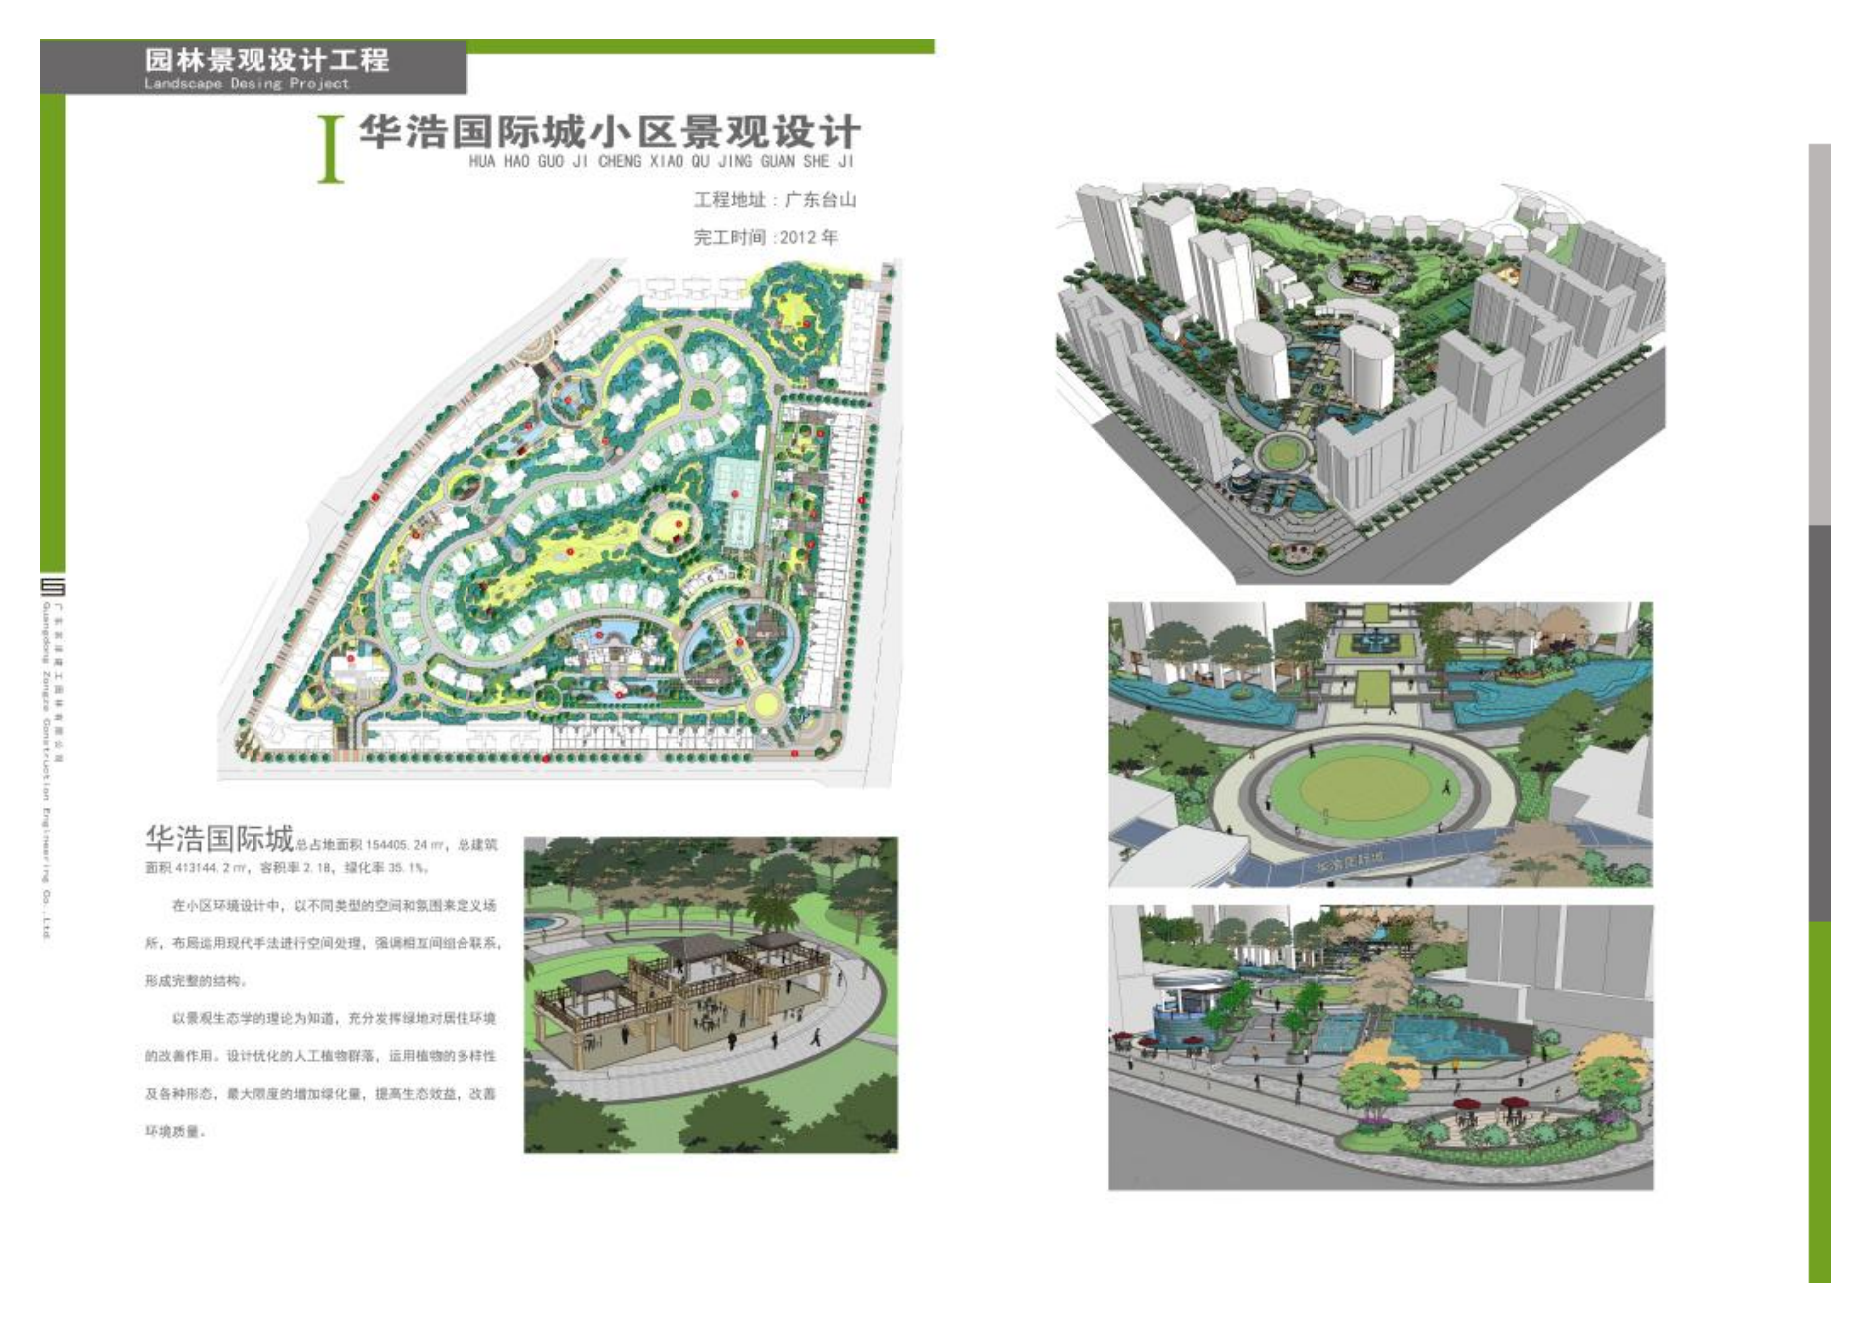 园林景观设计工程
Landscape Desing Project
I 华浩国际城小区景观设计
HUA HAO GUO JI CHENG XIAO QU JING GUAN SHE JI
工程地址：广东台山
完工时间:2012 年
Guangdong Zongze Construction Engineering Co.,Ltd.
华浩国际城总占地面积 154405.24 ㎡，总建筑
面积 413144.2 ㎡，容积率 2.18，绿化率 35.1%。
在小区环境设计中，以不同类型的空间和氛围来定义场
所，布局运用现代手法进行空间处理，强调相互间组合联系，
形成完整的结构。
以景观生态学的理论为知道，充分发挥绿地对居住环境
的改善作用。设计优化的人工植物群落，运用植物的多样性
及各种形态，最大限度的增加绿化量，提高生态效益，改善
环境质量。
华浩国际城